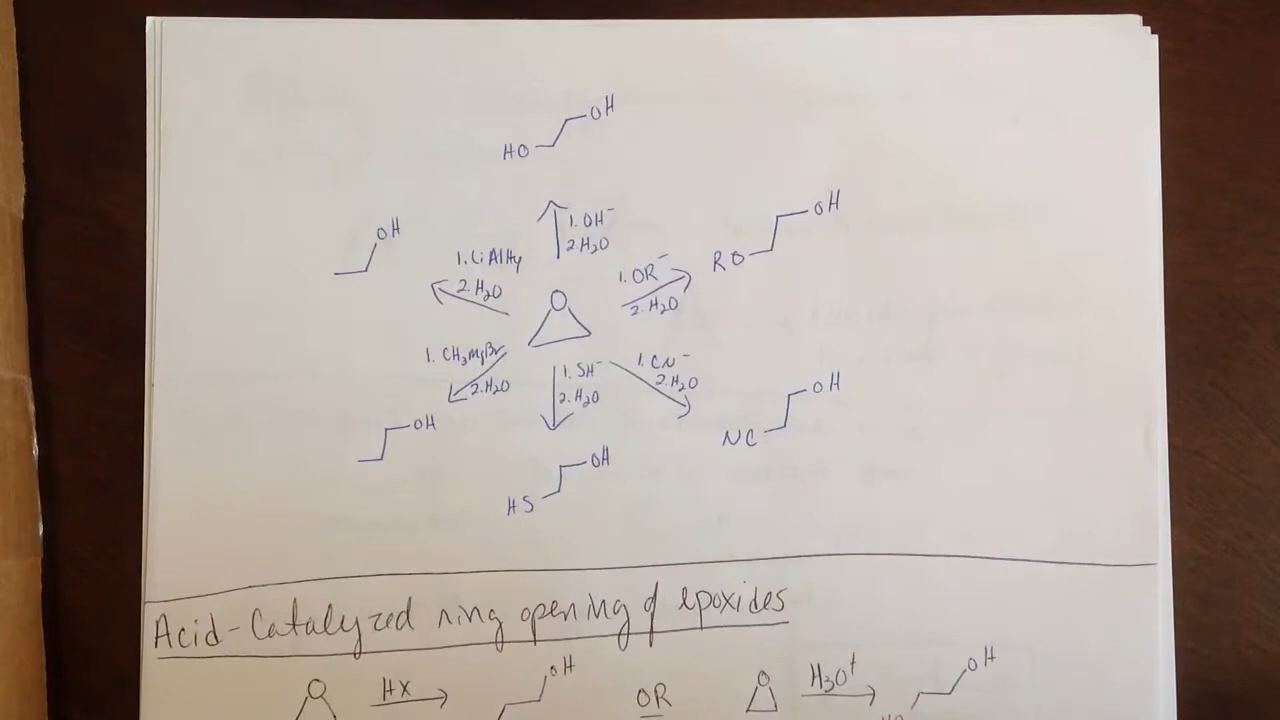 HO OH
OH
1. LiAlH4
2. H2O
1. OH⁻
2. H2O
1. OR⁻
2. H2O
RO OH
O
1. CH3MgBr
2. H2O
1. SH⁻
2. H2O
1. CN⁻
2. H2O
OH
HS OH
NC OH
Acid-Catalyzed ring opening of epoxides
O HX OH OR O H3O⁺ OH
HO